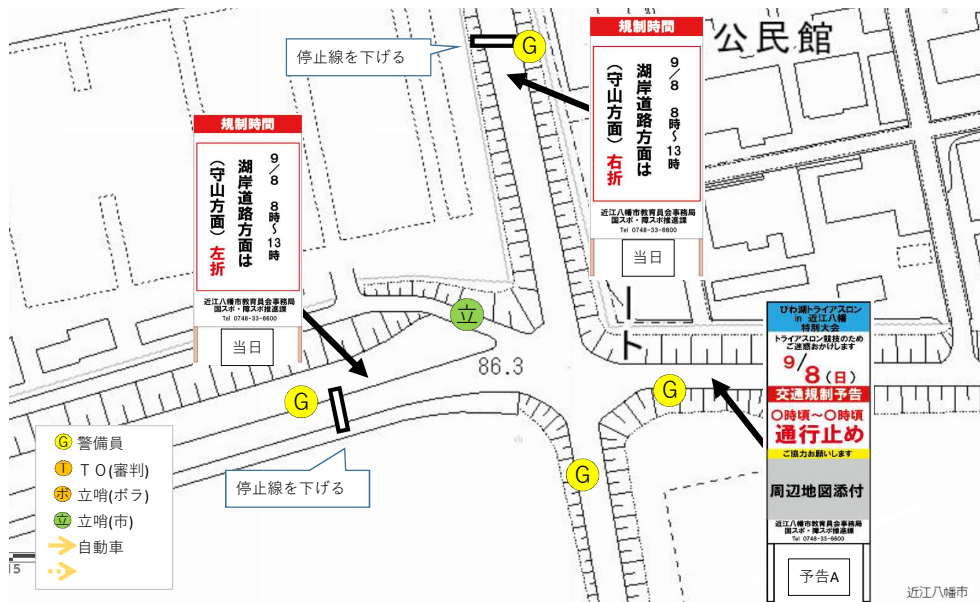 停止線を下げる
G
規制時間
9/8 8時～13時
湖岸道路方面は
(守山方面) 右折
近江八幡市教育員会事務局
国スポ・障スポ推進課
Tel 0748-33-6600
当日
公民館
規制時間
9/8 8時～13時
湖岸道路方面は
(守山方面) 左折
近江八幡市教育員会事務局
国スポ・障スポ推進課
Tel 0748-33-6600
当日
立
86.3
G
G
G
停止線を下げる
びわ湖トライアスロン
in 近江八幡
特別大会
トライアスロン競技のため
ご迷惑おかけします
9/8(日)
交通規制予告
〇時頃～〇時頃
通行止め
ご協力お願いします
周辺地図添付
近江八幡市教育員会事務局
国スポ・障スポ推進課
Tel 0748-33-6600
予告A
G 警備員
T ＴＯ(審判)
ボ 立哨(ボラ)
立 立哨(市)
自動車
15
近江八幡市